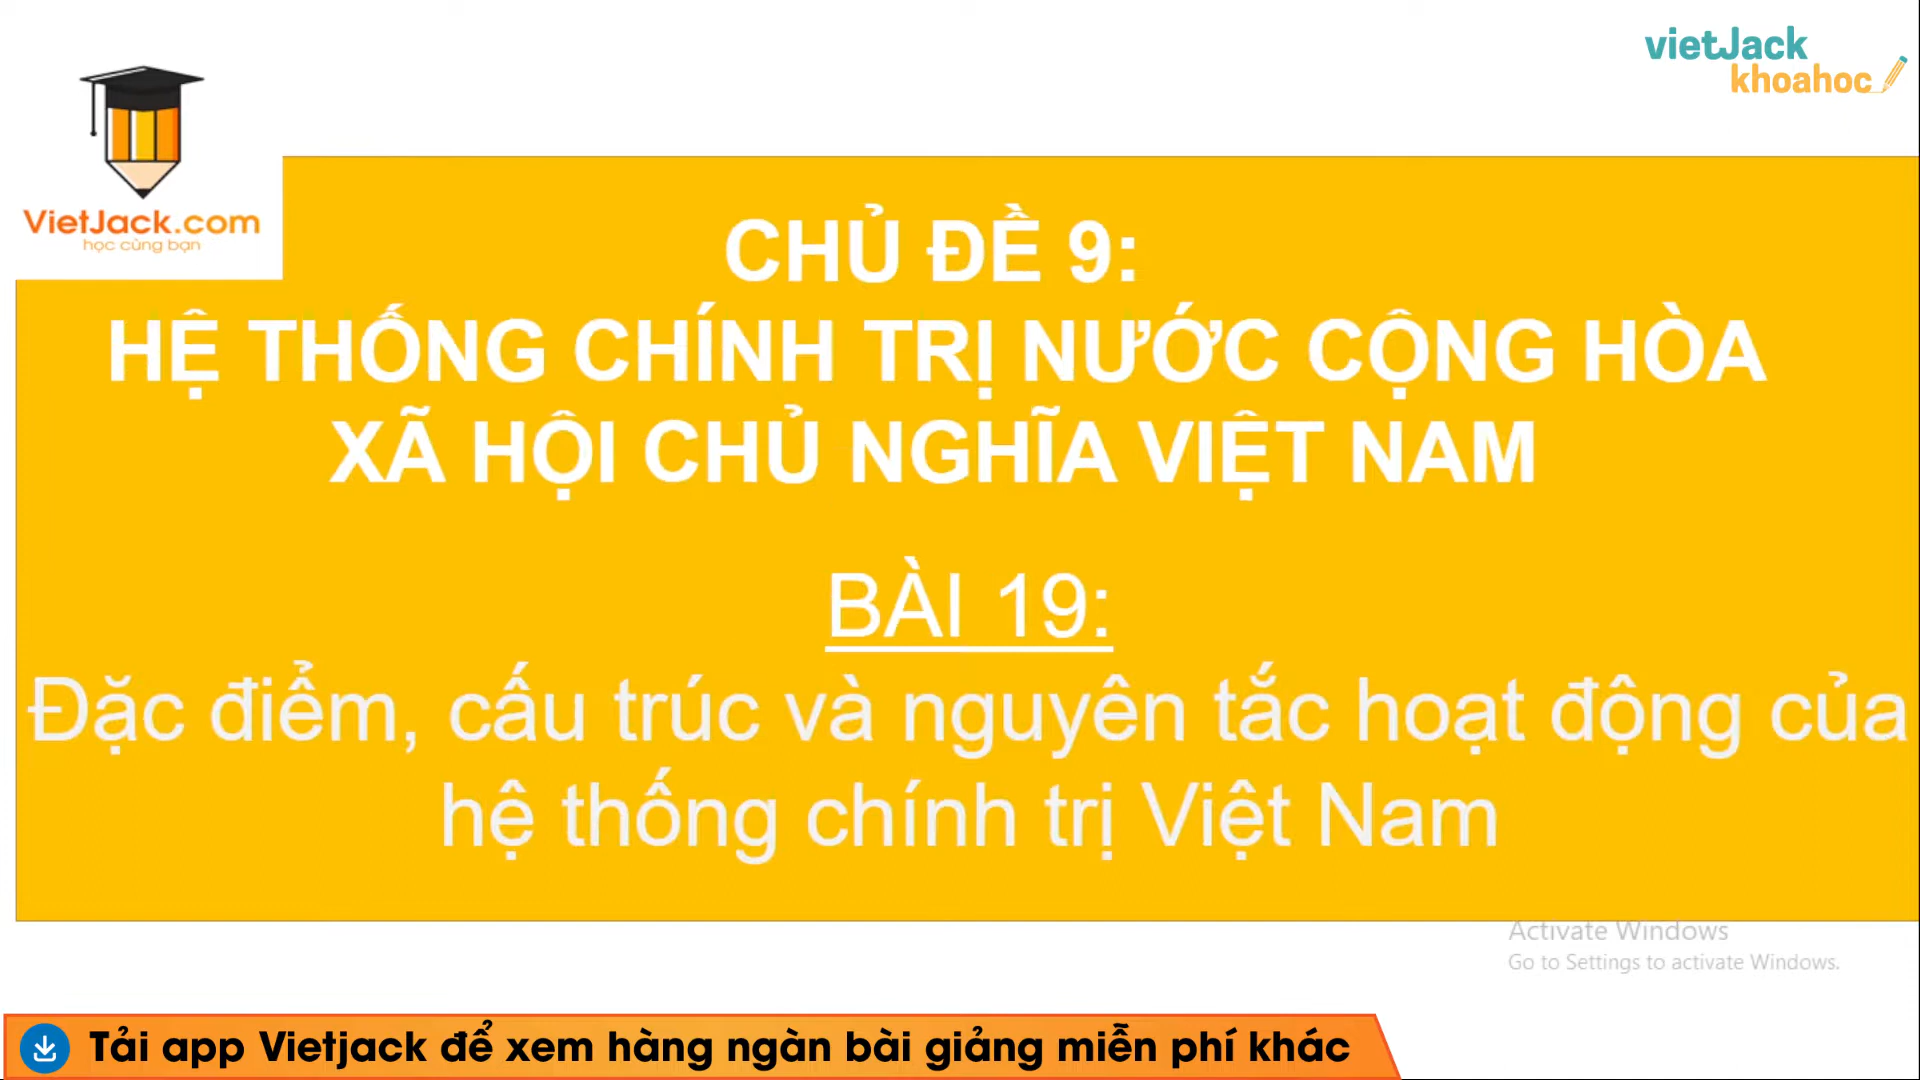 vietJack
khoahoc
VietJack.com
học cùng bạn
CHỦ ĐỀ 9:
HỆ THỐNG CHÍNH TRỊ NƯỚC CỘNG HÒA
XÃ HỘI CHỦ NGHĨA VIỆT NAM
BÀI 19:
Đặc điểm, cấu trúc và nguyên tắc hoạt động của
hệ thống chính trị Việt Nam
Activate Windows
Go to Settings to activate Windows.
Tải app Vietjack để xem hàng ngàn bài giảng miễn phí khác